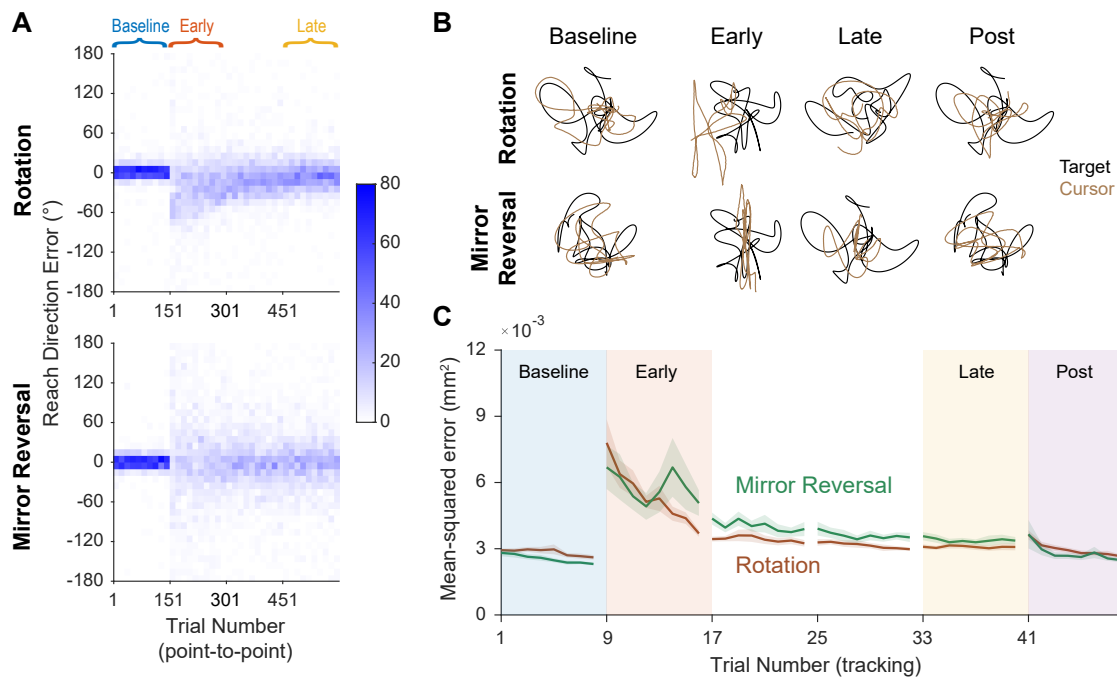 A
Baseline
Early
Late
180
120
60
0
-60
-120
-180
1
151
301
451
Rotation
80
60
40
20
0
Reach Direction Error (°)
180
120
60
0
-60
-120
-180
1
151
301
451
Mirror Reversal
Trial Number
(point-to-point)
B
Baseline
Early
Late
Post
Rotation
Mirror
Reversal
Target
Cursor
C
× 10⁻³
12
9
6
3
0
Mean-squared error (mm²)
Baseline
Early
Late
Post
Mirror Reversal
Rotation
1
9
17
25
33
41
Trial Number (tracking)